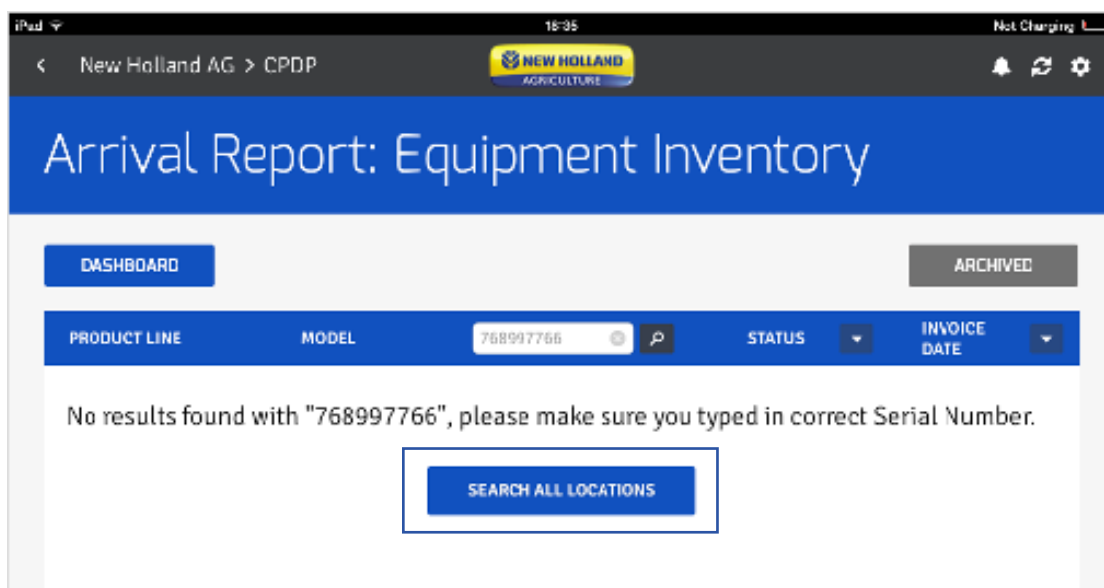 iPad 18:35 Not Charging
New Holland AG > CPDP
NEW HOLLAND
AGRICULTURE
Arrival Report: Equipment Inventory
DASHBOARD ARCHIVED
PRODUCT LINE MODEL 768997766 STATUS INVOICE
DATE
No results found with "768997766", please make sure you typed in correct Serial Number.
SEARCH ALL LOCATIONS